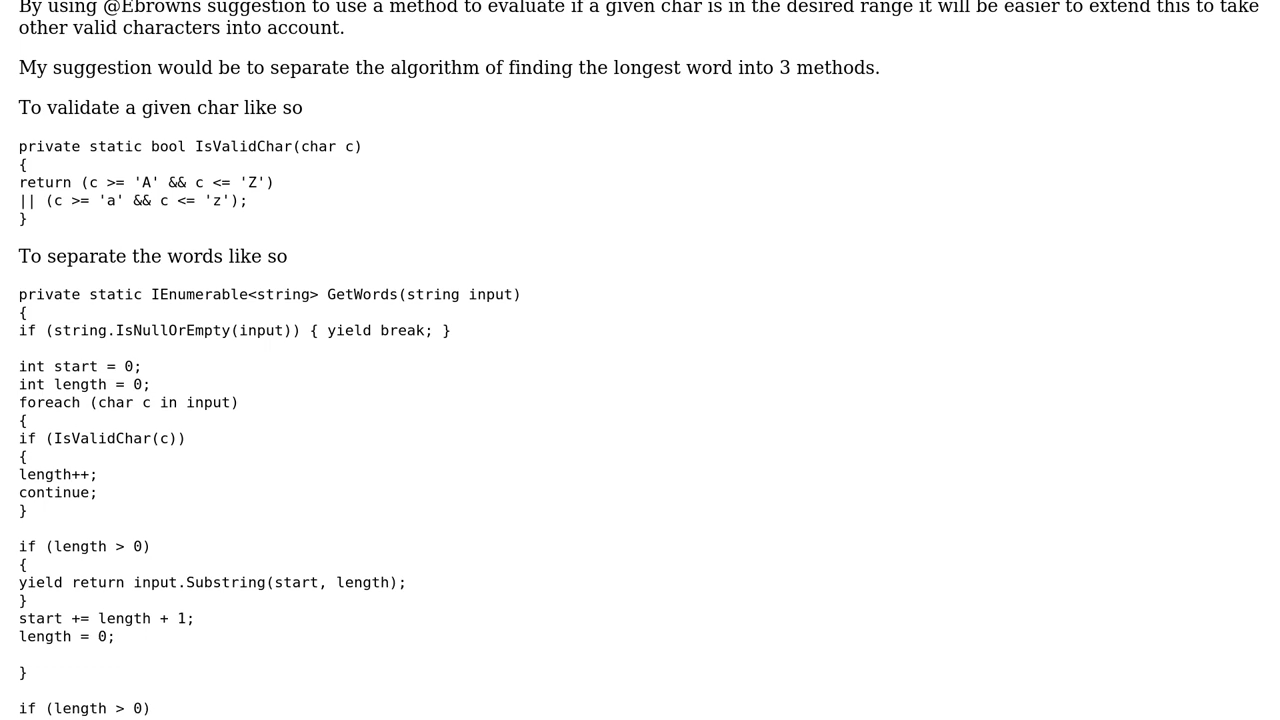 By using @Ebrowns suggestion to use a method to evaluate if a given char is in the desired range it will be easier to extend this to take
other valid characters into account.
My suggestion would be to separate the algorithm of finding the longest word into 3 methods.
To validate a given char like so
private static bool IsValidChar(char c)
{
return (c >= 'A' && c <= 'Z')
|| (c >= 'a' && c <= 'z');
}
To separate the words like so
private static IEnumerable<string> GetWords(string input)
{
if (string.IsNullOrEmpty(input)) { yield break; }
int start = 0;
int length = 0;
foreach (char c in input)
{
if (IsValidChar(c))
{
length++;
continue;
}
if (length > 0)
{
yield return input.Substring(start, length);
}
start += length + 1;
length = 0;
}
if (length > 0)